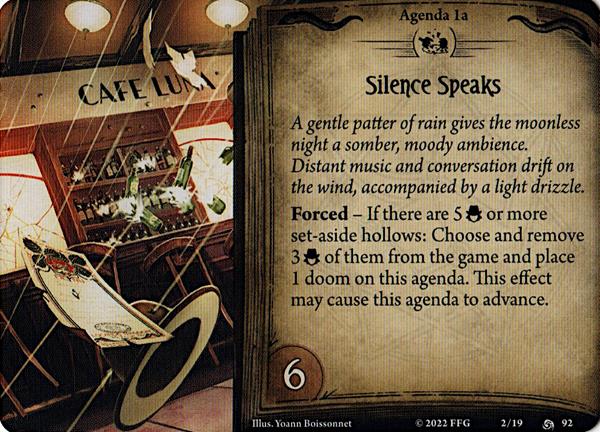 Agenda 1a
CAFE LUNA
Silence Speaks
A gentle patter of rain gives the moonless
night a somber, moody ambience.
Distant music and conversation drift on
the wind, accompanied by a light drizzle.
Forced – If there are 5 or more
set-aside hollows: Choose and remove
3 of them from the game and place
1 doom on this agenda. This effect
may cause this agenda to advance.
6
Illus. Yoann Boissonnet © 2022 FFG 2/19 92